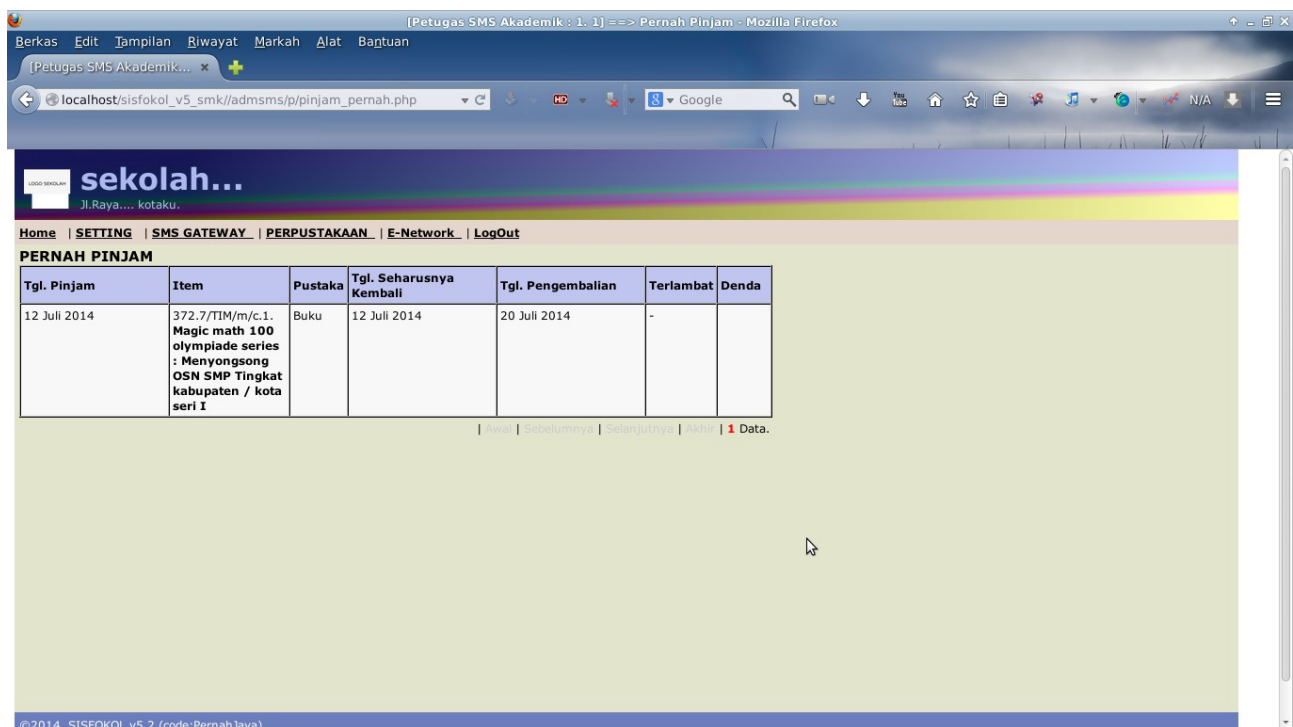 [Petugas SMS Akademik : 1. 1] ==> Pernah Pinjam - Mozilla Firefox
Berkas Edit Tampilan Riwayat Markah Alat Bantuan
[Petugas SMS Akademik...
localhost/sisfokol_v5_smk//admsms/p/pinjam_pernah.php HD 8 Google You Tube N/A
LOGO SEKOLAH
sekolah...
Jl.Raya.... kotaku.
Home | SETTING | SMS GATEWAY | PERPUSTAKAAN | E-Network | LogOut
PERNAH PINJAM
Tgl. Pinjam Item Pustaka Tgl. Seharusnya Kembali Tgl. Pengembalian Terlambat Denda
12 Juli 2014 372.7/TIM/m/c.1. Buku 12 Juli 2014 20 Juli 2014 -
Magic math 100
olympiade series
: Menyongsong
OSN SMP Tingkat
kabupaten / kota
seri I
| Awal | Sebelumnya | Selanjutnya | Akhir | 1 Data.
©2014. SISFOKOL v5.2 (code:PernahJaya)